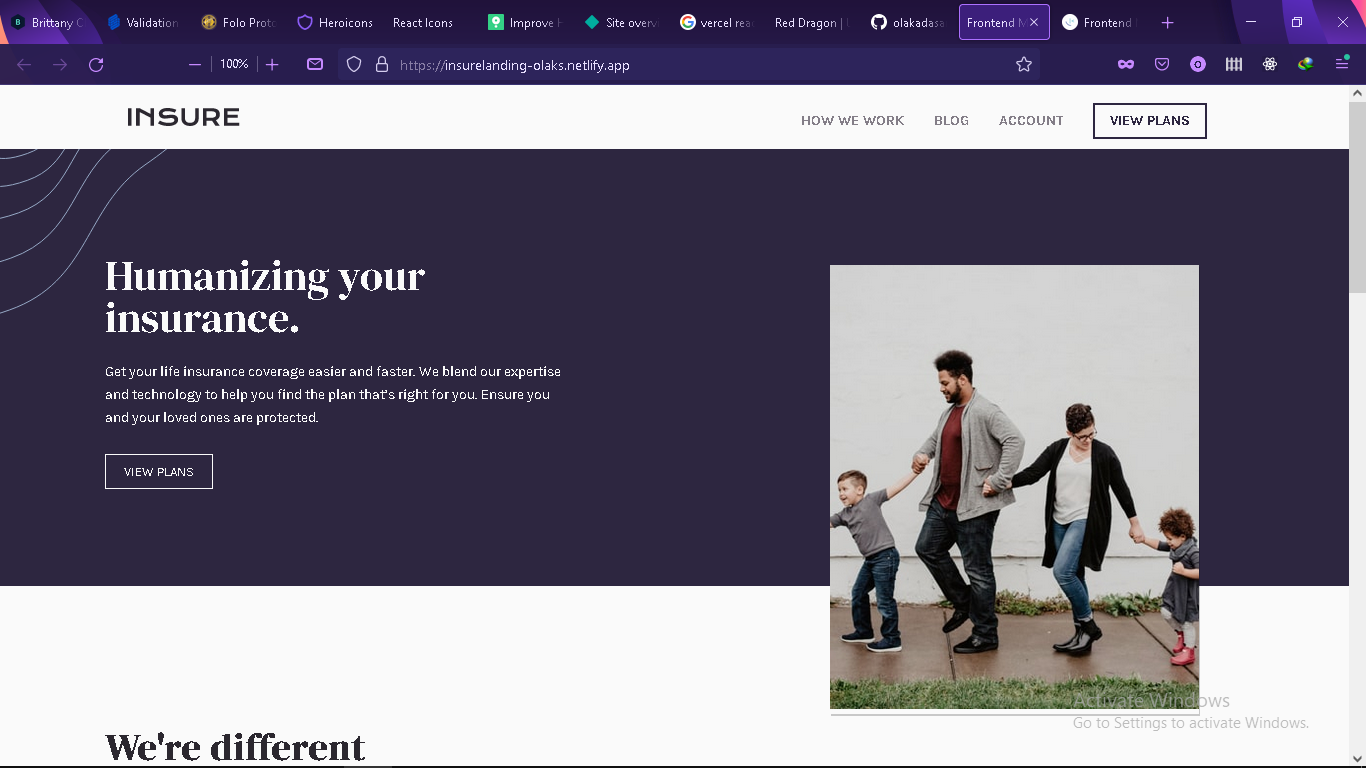 Brittany C
Validation
Folo Proto
Heroicons
React Icons
Improve H
Site overvi
vercel rea
Red Dragon | L
olakadasa
Frontend M
Frontend
100%
https://insurelanding-olaks.netlify.app
INSURE
HOW WE WORK
BLOG
ACCOUNT
VIEW PLANS
Humanizing your
insurance.
Get your life insurance coverage easier and faster. We blend our expertise
and technology to help you find the plan that's right for you. Ensure you
and your loved ones are protected.
VIEW PLANS
Activate Windows
Go to Settings to activate Windows.
We're different